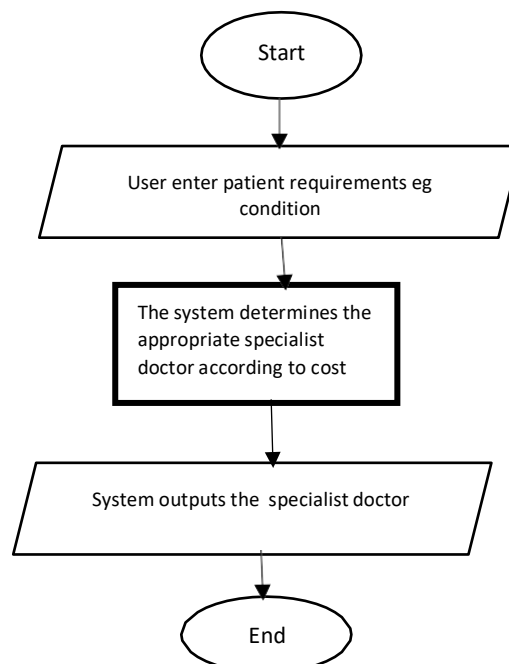 Start
User enter patient requirements eg
condition
The system determines the
appropriate specialist
doctor according to cost
System outputs the specialist doctor
End